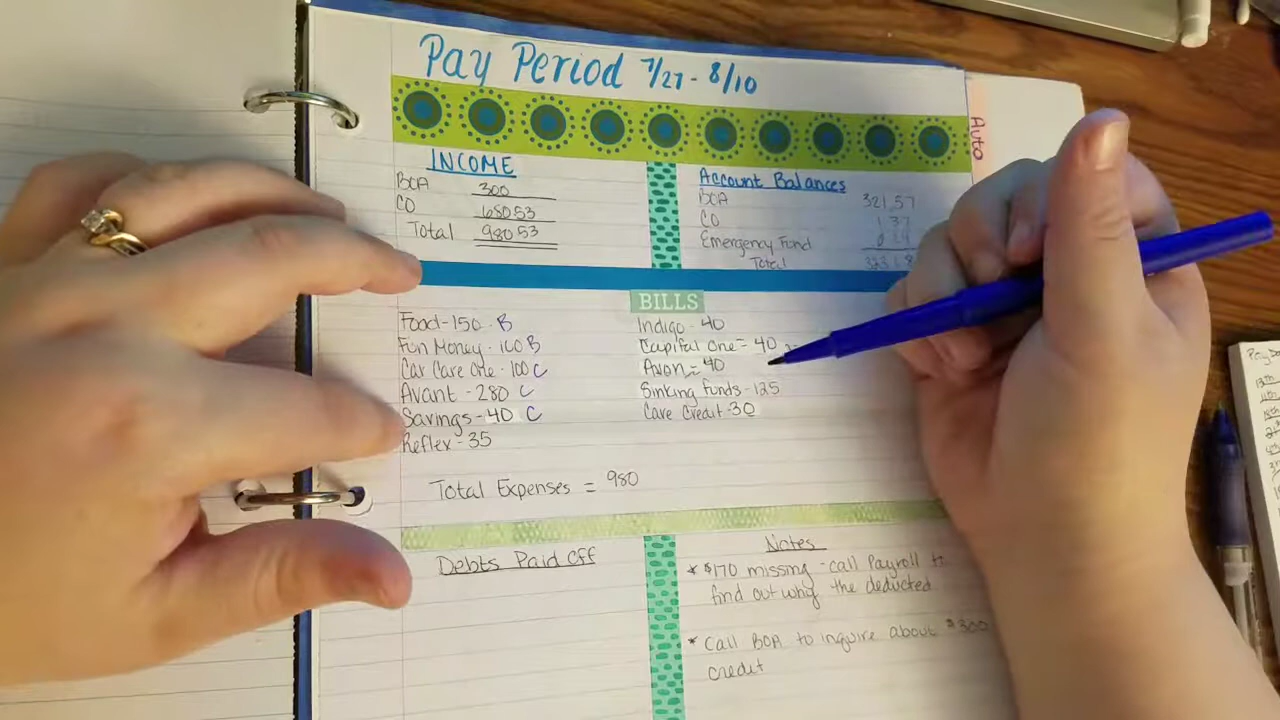 Pay Period 7/27 - 8/10
Auto
INCOME
BOA 300
CO 680.53
Total 980.53
Account Balances
BOA 321.57
CO 1.37
Emergency Fund
Total
BILLS
Food - 150 B
Fun Money - 100 B
Car Care One - 100 C
Avant - 280 C
Savings - 40 C
Reflex - 35
Indigo - 40
Capital One = 40
Avon = 40
Sinking Funds - 125
Care Credit - 30
Total Expenses = 980
Debts Paid Off
Notes
* $170 missing - call Payroll to
find out why the deducted
* Call BOA to inquire about $300
credit